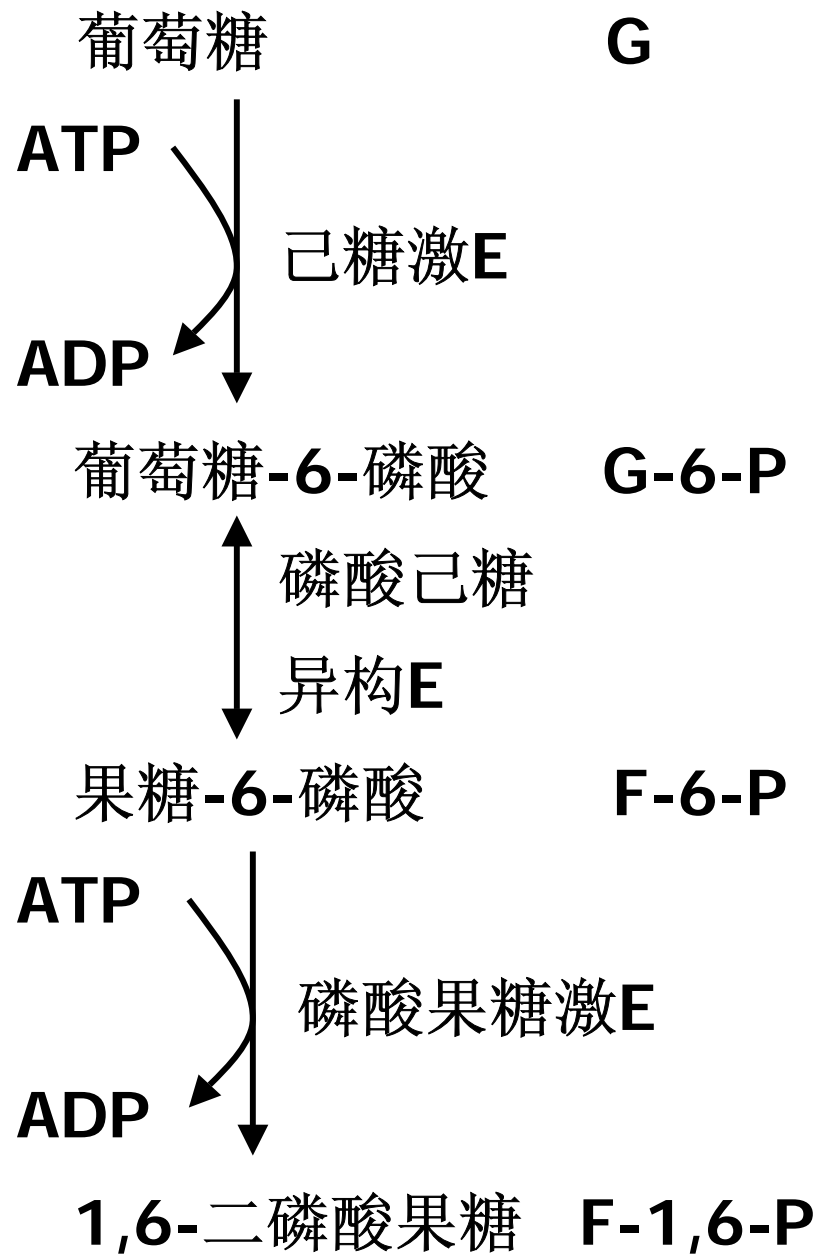 葡萄糖 G
ATP
己糖激E
ADP
葡萄糖-6-磷酸 G-6-P
磷酸己糖
异构E
果糖-6-磷酸 F-6-P
ATP
磷酸果糖激E
ADP
1,6-二磷酸果糖 F-1,6-P